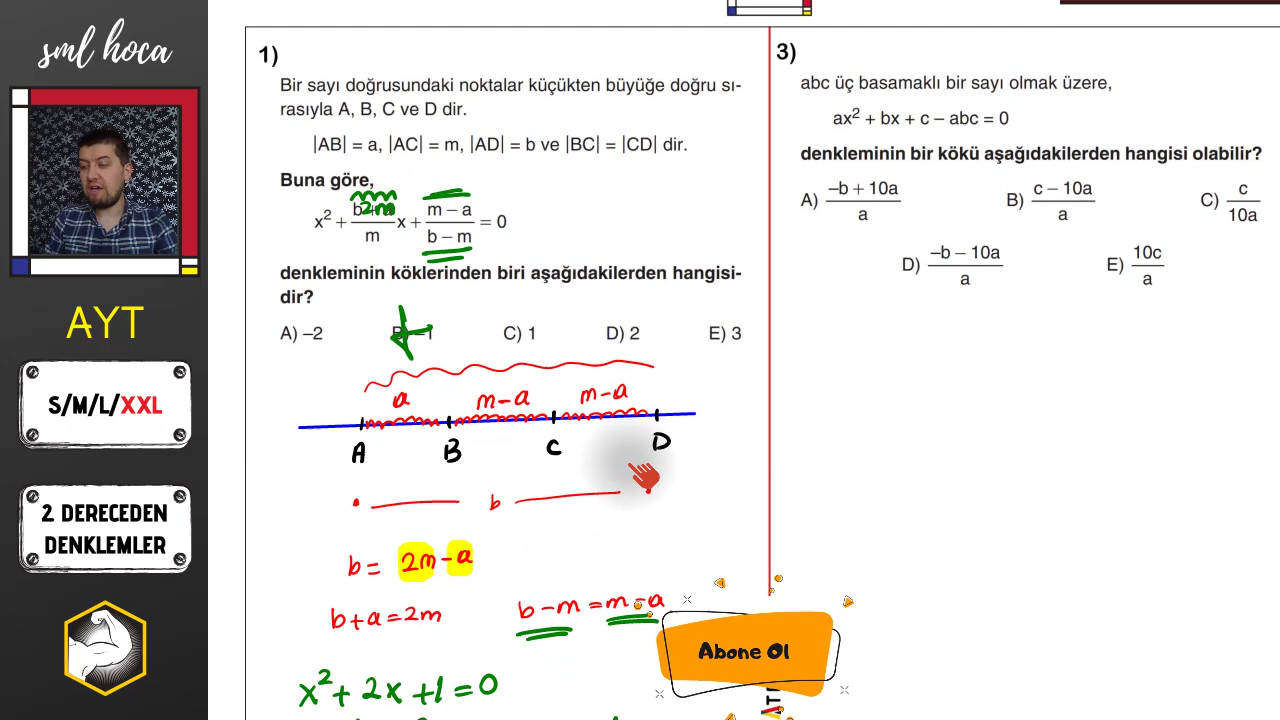 sml hoca
AYT
S/M/L/XXL
2. DERECEDEN
DENKLEMLER
1)
Bir sayı doğrusundaki noktalar küçükten büyüğe doğru sı-
rasıyla A, B, C ve D dir.
|AB| = a, |AC| = m, |AD| = b ve |BC| = |CD| dir.
Buna göre,
x² + 2m/m x + (m – a)/(b – m) = 0
denkleminin köklerinden biri aşağıdakilerden hangisi-
dir?
A) –2 B) –1 C) 1 D) 2 E) 3
a m-a m-a
A B C D
b
b = 2m-a
b+a=2m
b-m=m-a
x²+2x+1=0
3)
abc üç basamaklı bir sayı olmak üzere,
ax² + bx + c – abc = 0
denkleminin bir kökü aşağıdakilerden hangisi olabilir?
A) (–b + 10a)/a B) (c – 10a)/a C) c/10a
D) (–b – 10a)/a E) 10c/a
Abone Ol